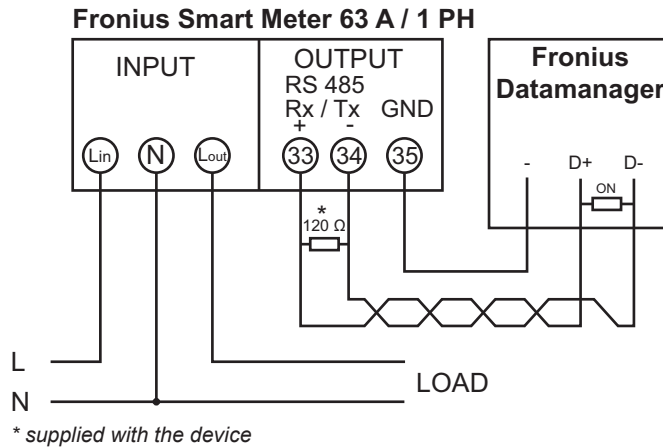 Fronius Smart Meter 63 A / 1 PH
INPUT
OUTPUT
RS 485
Rx / Tx GND
+ -
Lin N Lout 33 34 35
Fronius
Datamanager
- D+ D-
ON
*
120 Ω
L
N
LOAD
* supplied with the device